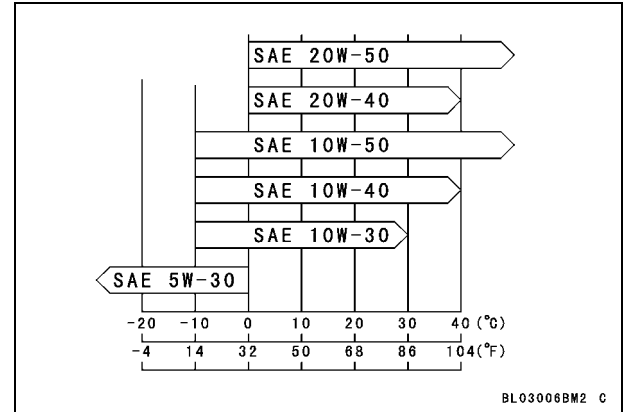 SAE 20W-50
SAE 20W-40
SAE 10W-50
SAE 10W-40
SAE 10W-30
SAE 5W-30
-20 -10 0 10 20 30 40 (°C)
-4 14 32 50 68 86 104(°F)
BL03006BM2 C